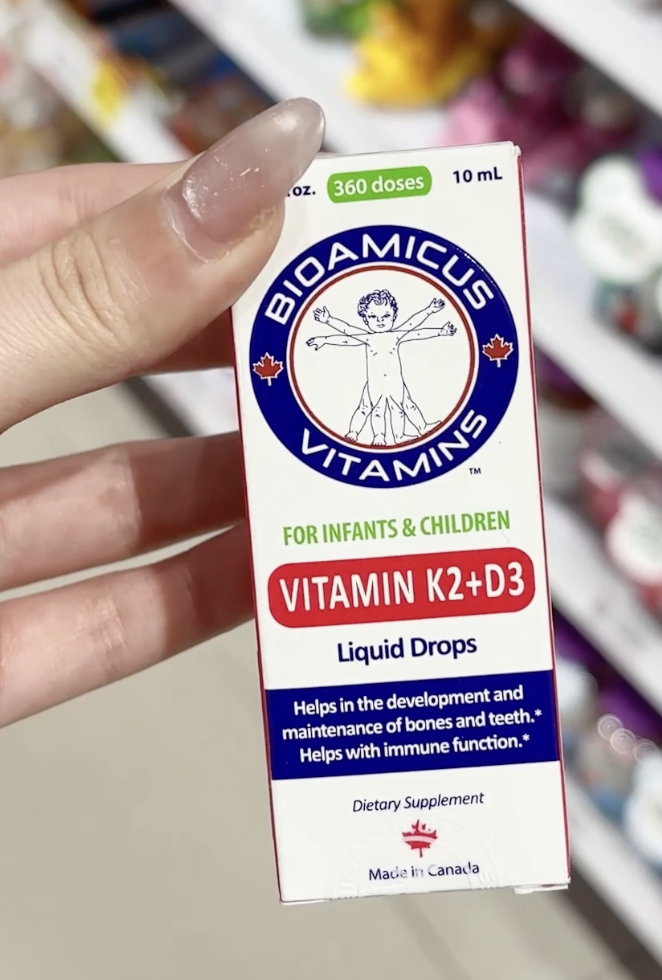 oz. 360 doses 10 mL
BIOAMICUS
VITAMINS
TM
FOR INFANTS & CHILDREN
VITAMIN K2+D3
Liquid Drops
Helps in the development and
maintenance of bones and teeth.*
Helps with immune function.*
Dietary Supplement
Made in Canada